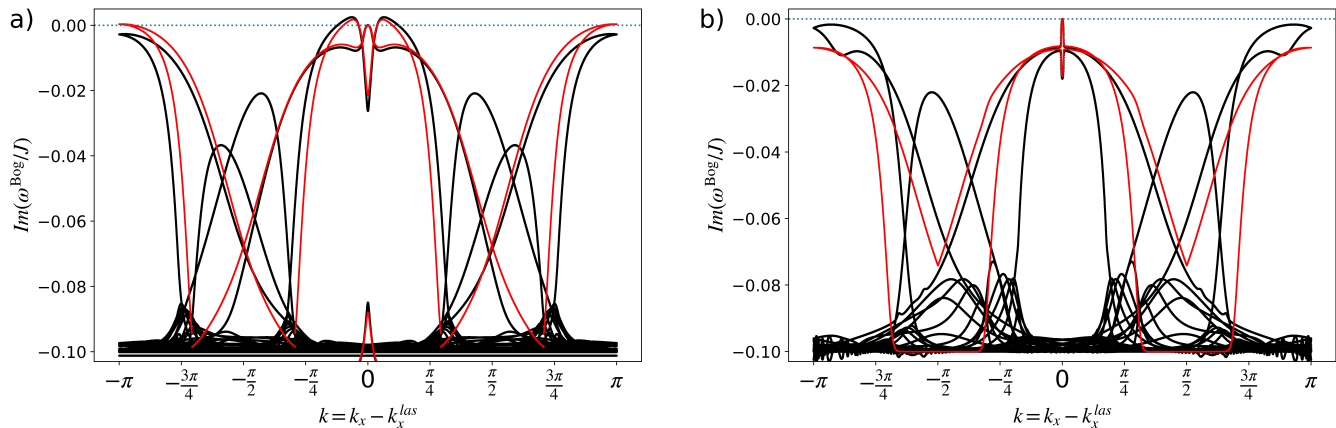 a)
Im(ω^Bog/J)
0.00
−0.02
−0.04
−0.06
−0.08
−0.10
−π
−3π/4
−π/2
−π/4
0
π/4
π/2
3π/4
π
k = k_x − k_x^las
b)
Im(ω^Bog/J)
0.00
−0.02
−0.04
−0.06
−0.08
−0.10
−π
−3π/4
−π/2
−π/4
0
π/4
π/2
3π/4
π
k = k_x − k_x^las